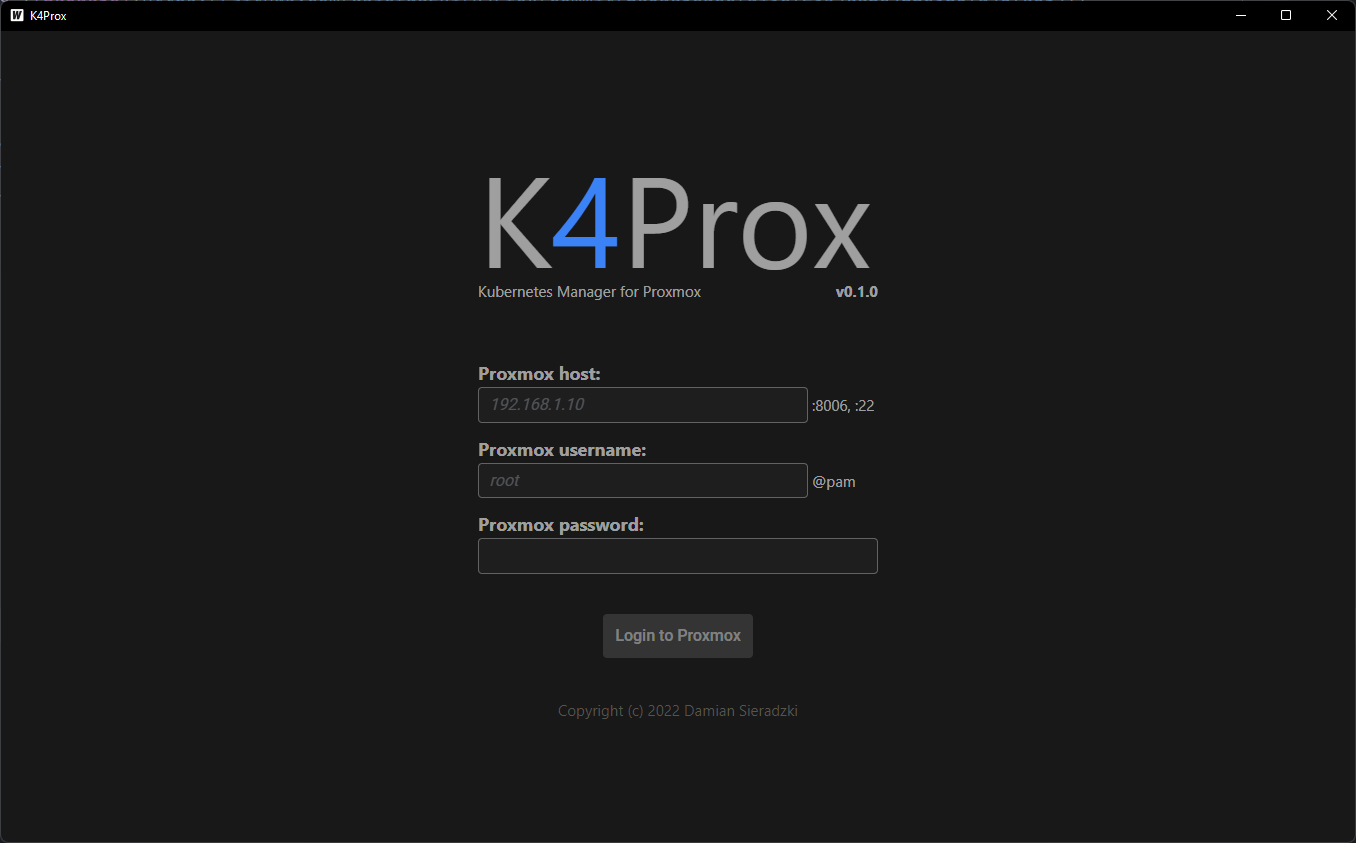 W K4Prox
K4Prox
Kubernetes Manager for Proxmox v0.1.0
Proxmox host:
192.168.1.10 :8006, :22
Proxmox username:
root @pam
Proxmox password:
Login to Proxmox
Copyright (c) 2022 Damian Sieradzki